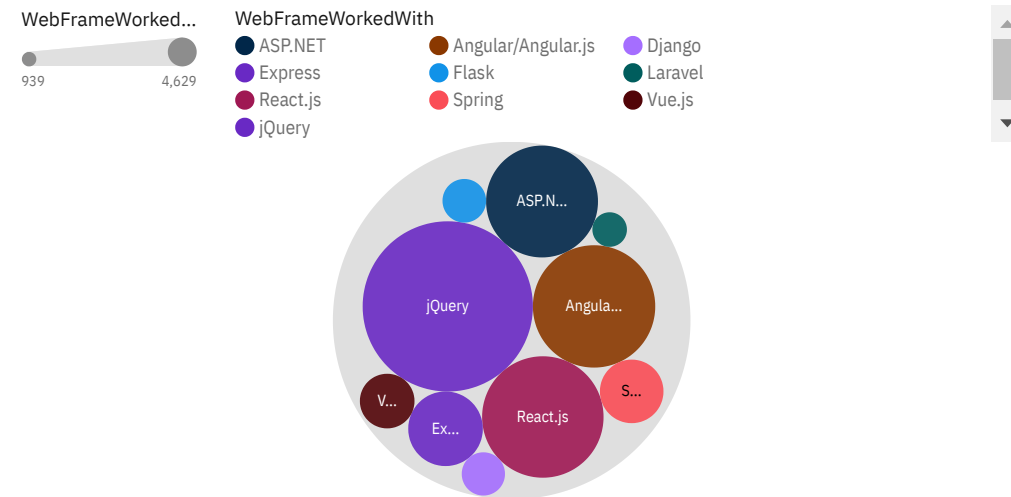 WebFrameWorked...
939 4,629
WebFrameWorkedWith
ASP.NET Angular/Angular.js Django
Express Flask Laravel
React.js Spring Vue.js
jQuery
ASP.N...
jQuery
Angula...
S...
V...
React.js
Ex...